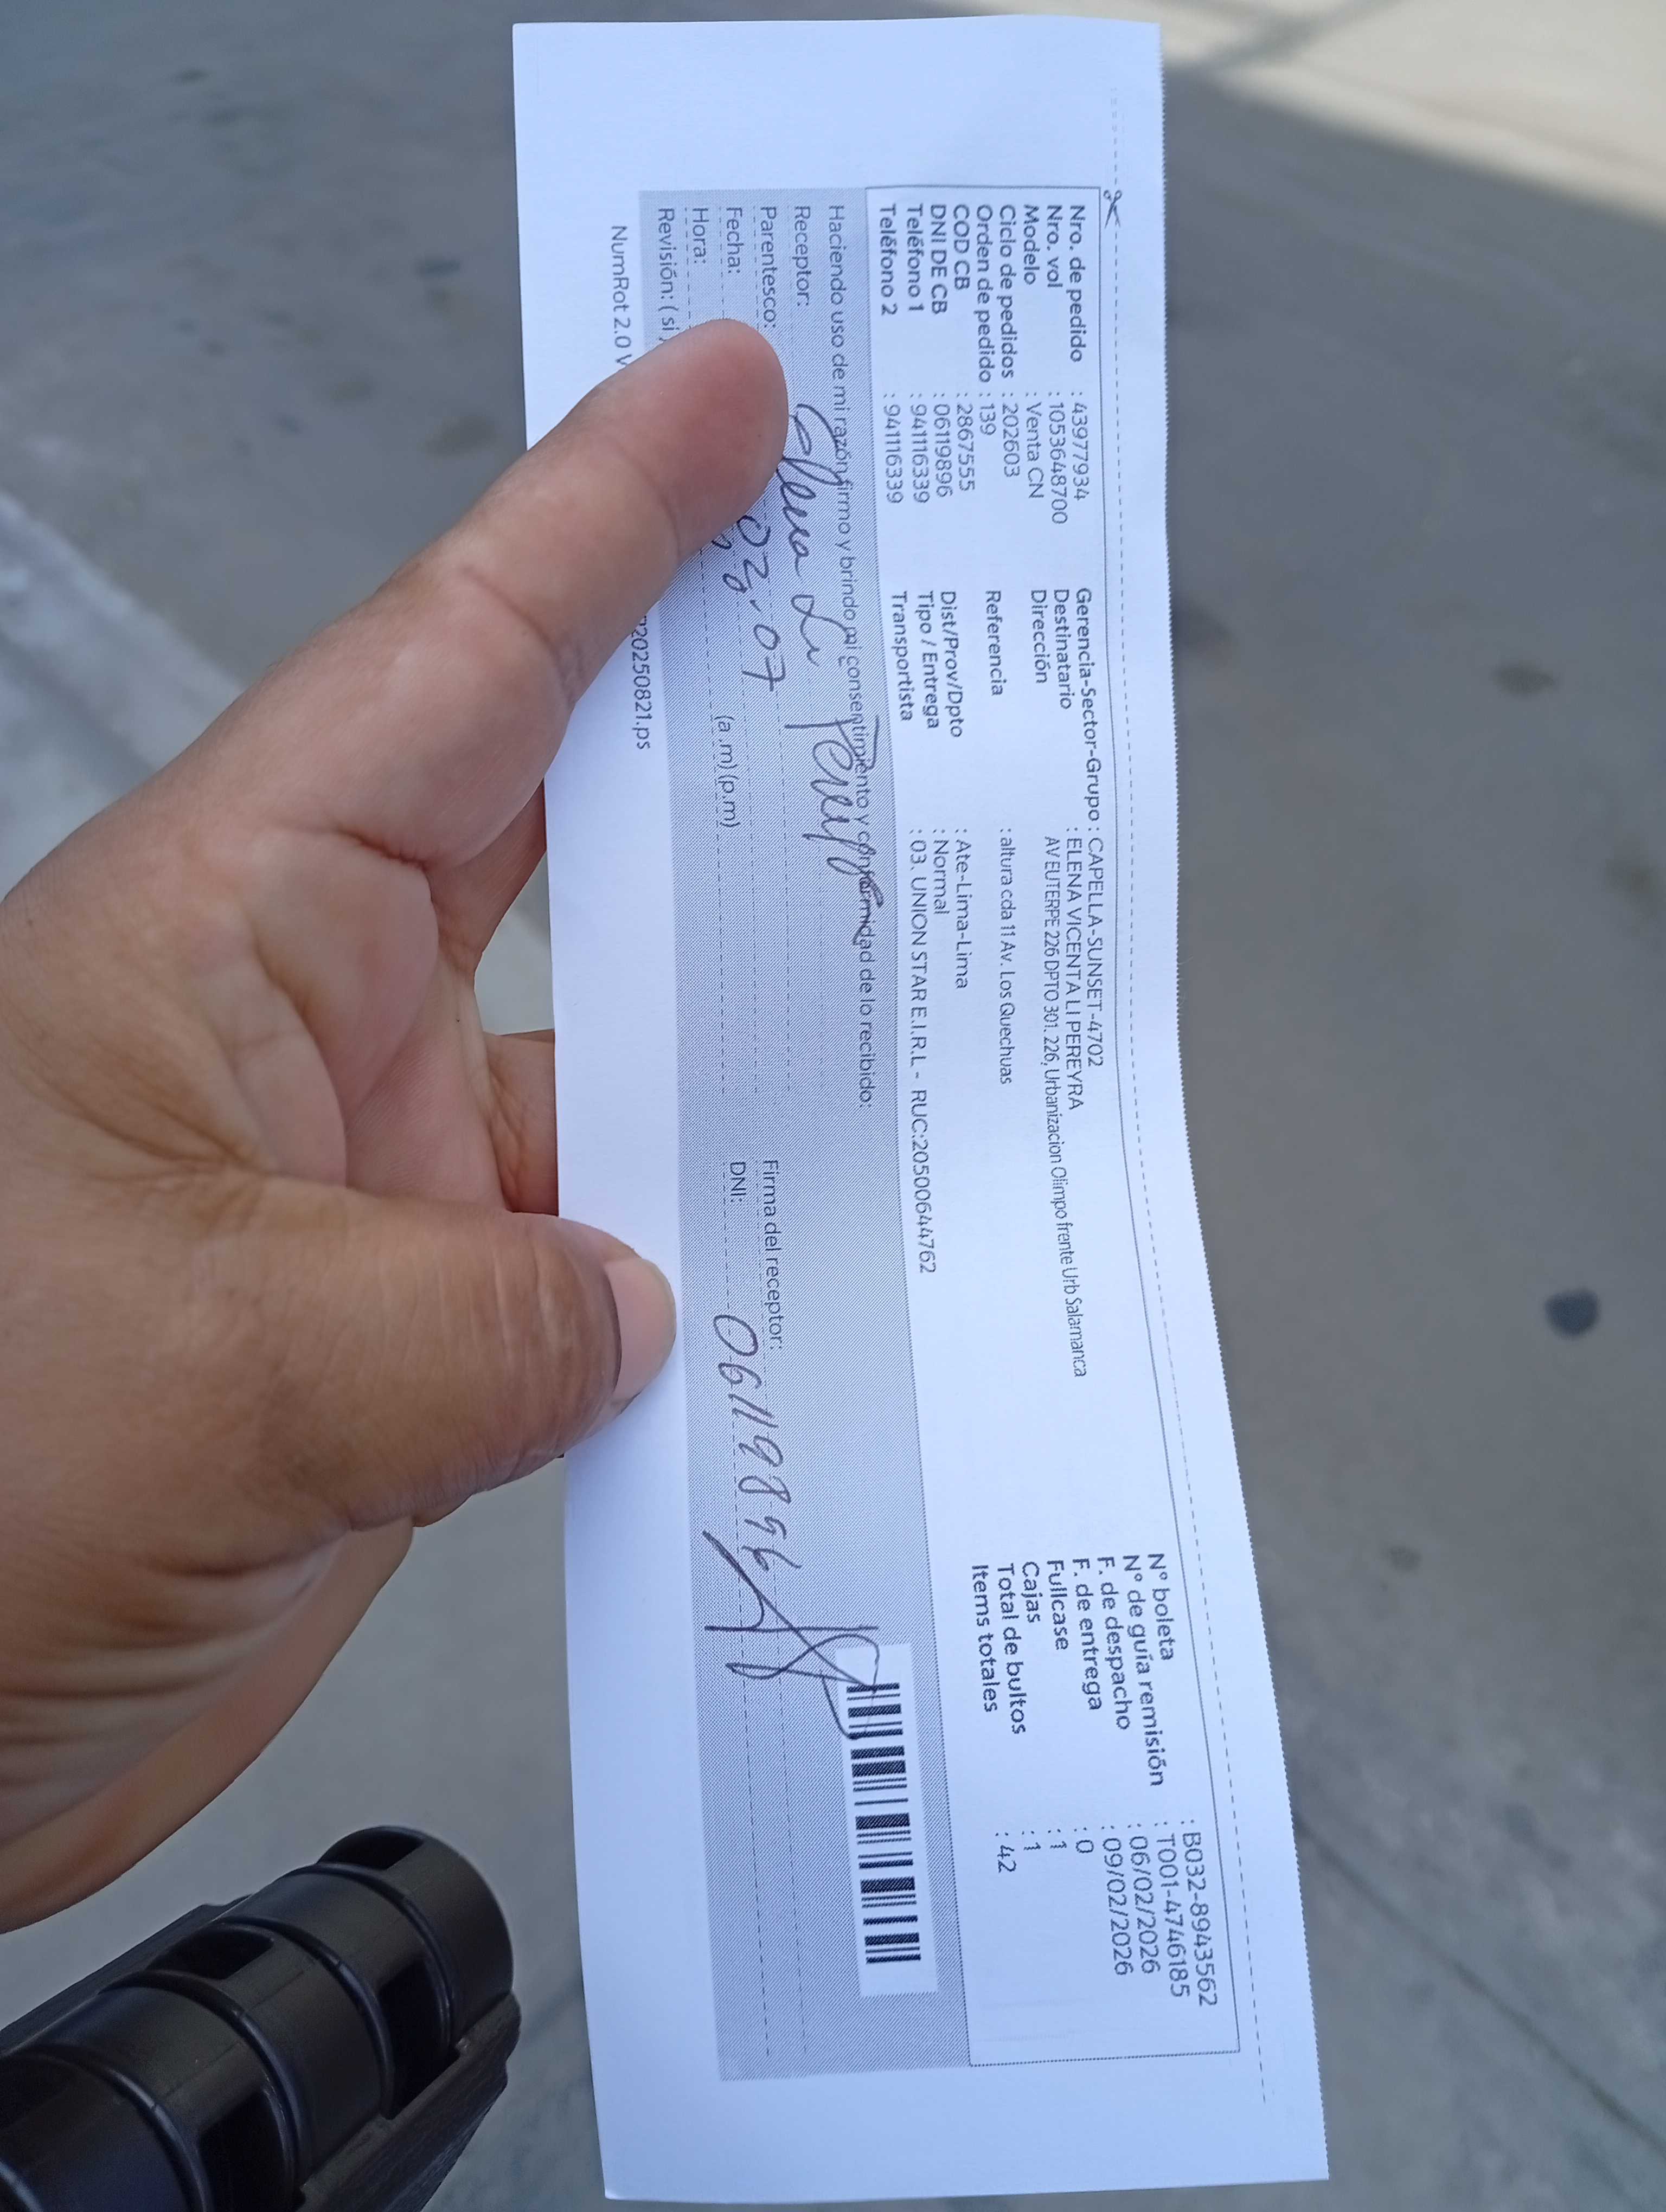 Nro. de pedido : 43977934
Nro. vol : 1053648700
Modelo : Venta CN
Ciclo de pedidos : 202603
Orden de pedido : 139
COD CB : 2867555
DNI DE CB : 06119896
Teléfono 1 : 941116339
Teléfono 2 : 941116339
Gerencia-Sector-Grupo : CAPELLA-SUNSET-4702
Destinatario : ELENA VICENTA LI PEREYRA
Dirección AV EUTERPE 226 DPTO 301. 226, Urbanizacion Olimpo frente Urb Salamanca
Referencia : altura cda 11 Av. Los Quechuas
Dist/Prov/Dpto : Ate-Lima-Lima
Tipo / Entrega : Normal
Transportista : 03. UNION STAR E.I.R.L - RUC:20500644762
N° boleta : B032-8943562
N° de guía remisión : T001-4746185
F. de despacho : 06/02/2026
F. de entrega : 09/02/2026
Fullcase : 0
Cajas : 1
Total de bultos : 1
Items totales : 42
Haciendo uso de mi razón firmo y brindo mi consentimiento y conformidad de lo recibido:
Receptor: Elena Li
Parentesco:
Fecha:
Hora: (a.m) (p.m)
Revisión: ( si
Firma del receptor:
DNI: 06119896
NumRot 2.0
20250821.ps